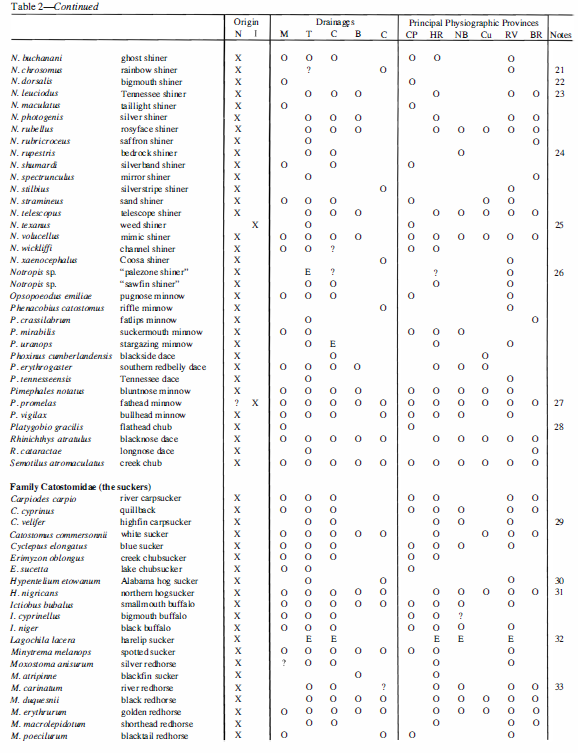 Table 2—Continued
Origin Drainages Principal Physiographic Provinces
N I M T C B C CP HR NB Cu RV BR Notes
N. buchanani ghost shiner X O O O O O O
N. chrosomus rainbow shiner X ? O O 21
N. dorsalis bigmouth shiner X O O 22
N. leuciodus Tennessee shiner X O O O O O O 23
N. maculatus taillight shiner X O O
N. photogenis silver shiner X O O O O O O
N. rubellus rosyface shiner X O O O O O O O O
N. rubricroceus saffron shiner X O O
N. rupestris bedrock shiner X O O O 24
N. shumardi silverband shiner X O O O
N. spectrunculus mirror shiner X O O
N. stilbius silverstripe shiner X O O
N. stramineus sand shiner X O O O O O
N. telescopus telescope shiner X O O O O O O O O
N. texanus weed shiner X O O 25
N. volucellus mimic shiner X O O O O O O O O O O
N. wickliffi channel shiner X O O ? O O
N. xaenocephalus Coosa shiner X O O
Notropis sp. “palezone shiner” X E ? ? O 26
Notropis sp. “sawfin shiner” X O O O O
Opsopoeodus emiliae pugnose minnow X O O O O O
Phenacobius catostomus riffle minnow X O O
P. crassilabrum fatlips minnow X O O
P. mirabilis suckermouth minnow X O O O O O
P. uranops stargazing minnow X O E O O
Phoxinus cumberlandensis blackside dace X O O
P. erythrogaster southern redbelly dace X O O O O O O O
P. tennesseensis Tennessee dace X O O
Pimephales notatus bluntnose minnow X O O O O O O O O O
P. promelas fathead minnow ? X O O O O O O O O O O O 27
P. vigilax bullhead minnow X O O O O O O O O
Platygobio gracilis flathead chub X O O 28
Rhinichthys atratulus blacknose dace X O O O O O O O O O O
R. cataractae longnose dace X O O
Semotilus atromaculatus creek chub X O O O O O O O O O O O
Family Catostomidae (the suckers)
Carpiodes carpio river carpsucker X O O O O O O O
C. cyprinus quillback X O O O O O O O O
C. velifer highfin carpsucker X O O O O O O 29
Catostomus commersonnii white sucker X O O O O O O O O O
Cycleptus elongatus blue sucker X O O O O O O O
Erimyzon oblongus creek chubsucker X O O O O O
E. sucetta lake chubsucker X O O O
Hypentelium etowanum Alabama hog sucker X O O O 30
H. nigricans northern hogsucker X O O O O O O O O O O 31
Ictiobus bubalus smallmouth buffalo X O O O O O O O O O
I. cyprinellus bigmouth buffalo X O O O O O ?
I. niger black buffalo X O O O O O O O
Lagochila lacera harelip sucker X E E E E E 32
Minytrema melanops spotted sucker X O O O O O O O O
Moxostoma anisurum silver redhorse X ? O O O O
M. atripinne blackfin sucker X O O
M. carinatum river redhorse X O O ? O O O O 33
M. duquesnii black redhorse X O O O O O O O O O
M. erythrurum golden redhorse X O O O O O O O O O O
M. macrolepidotum shorthead redhorse X O O O O O
M. poecilurum blacktail redhorse X O O O O